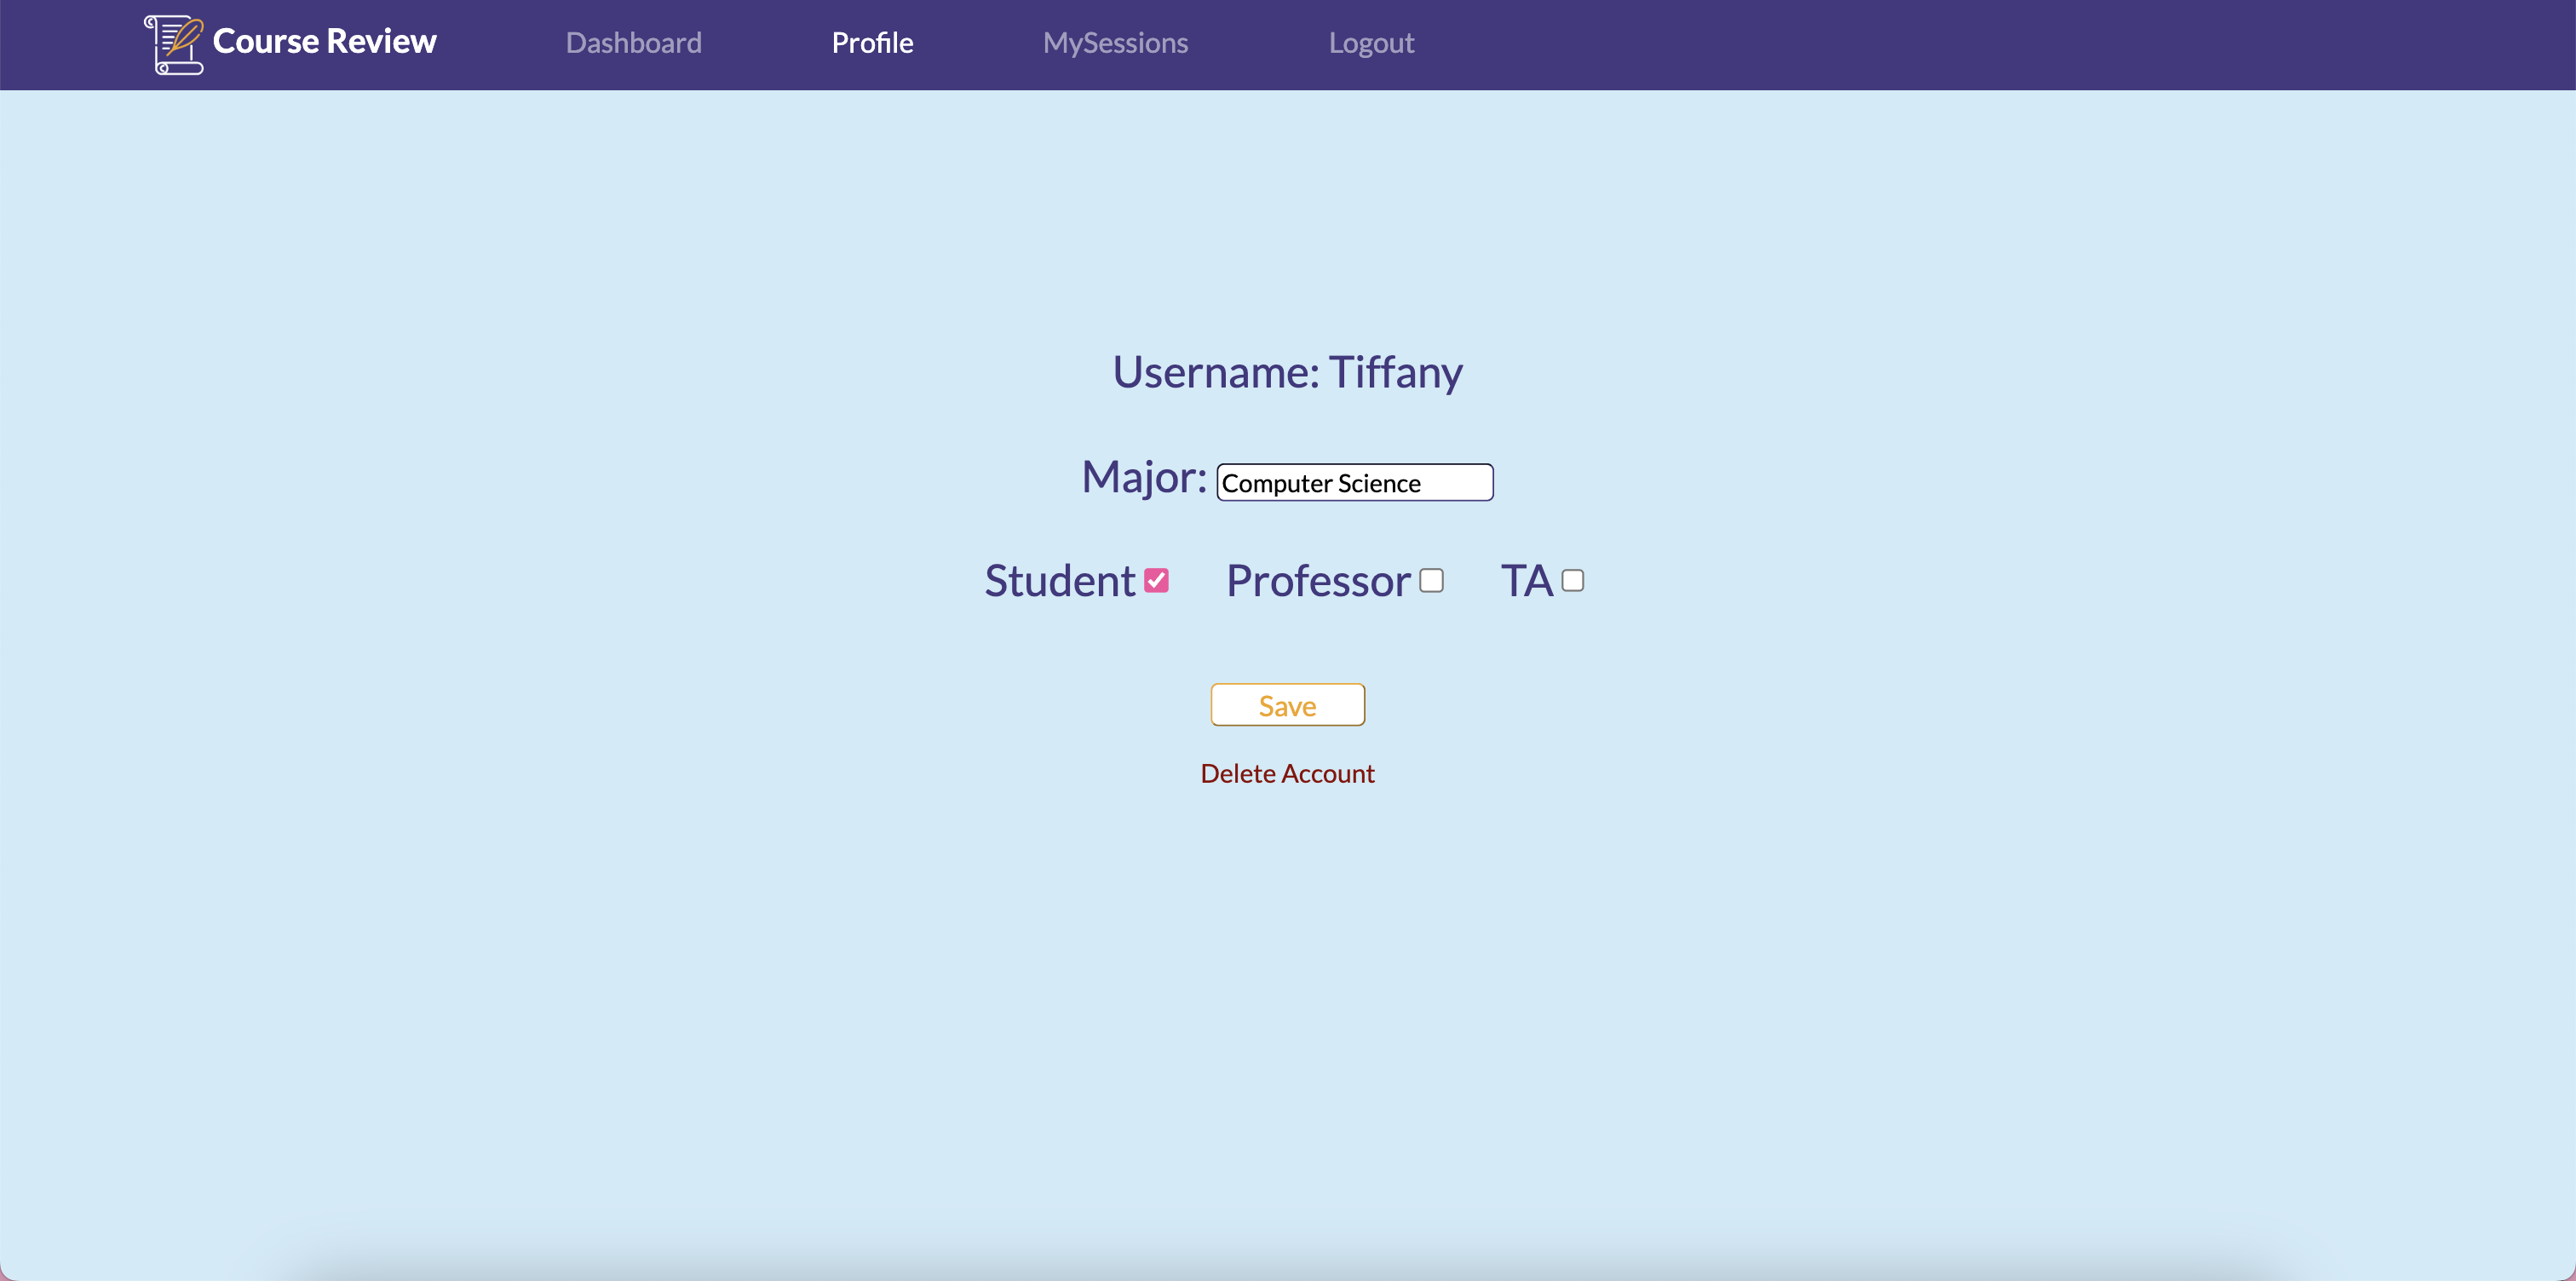 Course Review Dashboard Profile MySessions Logout
Username: Tiffany
Major: Computer Science
Student Professor TA
Save
Delete Account